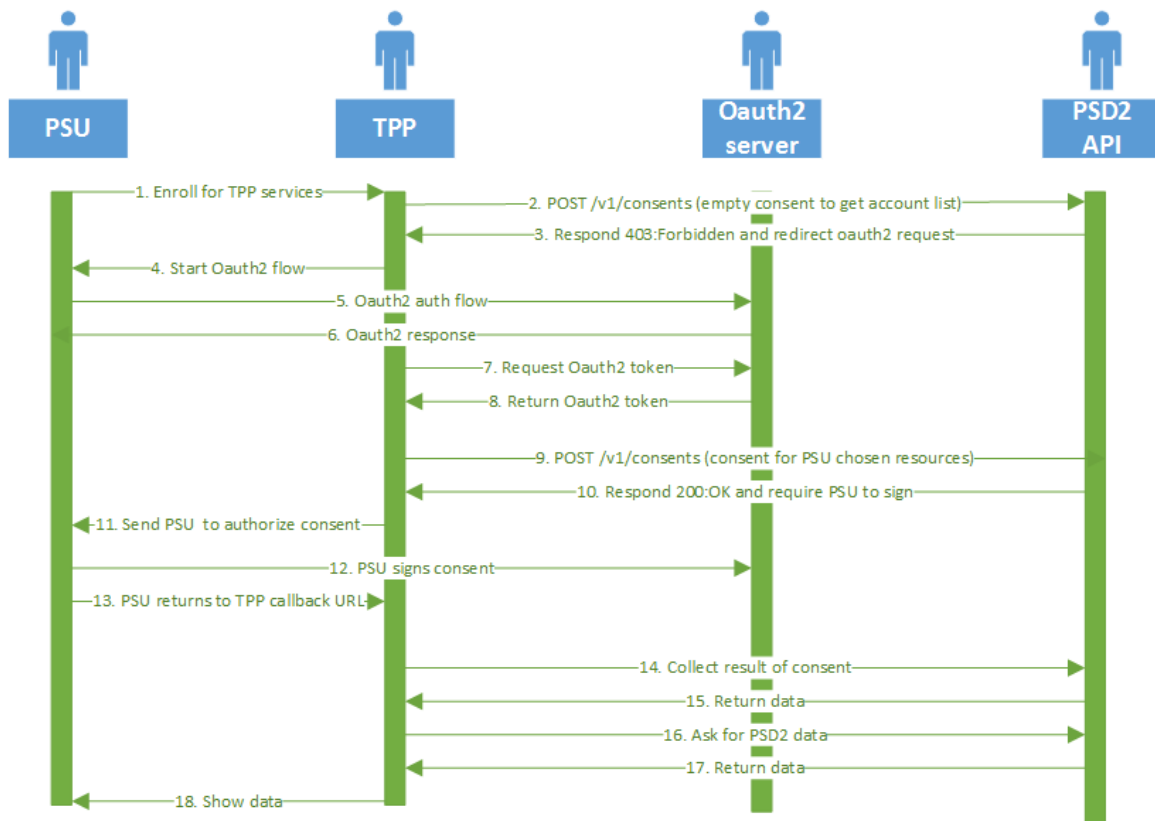 PSU
TPP
Oauth2
server
PSD2
API
1. Enroll for TPP services
2. POST /v1/consents (empty consent to get account list)
3. Respond 403:Forbidden and redirect oauth2 request
4. Start Oauth2 flow
5. Oauth2 auth flow
6. Oauth2 response
7. Request Oauth2 token
8. Return Oauth2 token
9. POST /v1/consents (consent for PSU chosen resources)
10. Respond 200:OK and require PSU to sign
11. Send PSU to authorize consent
12. PSU signs consent
13. PSU returns to TPP callback URL
14. Collect result of consent
15. Return data
16. Ask for PSD2 data
17. Return data
18. Show data